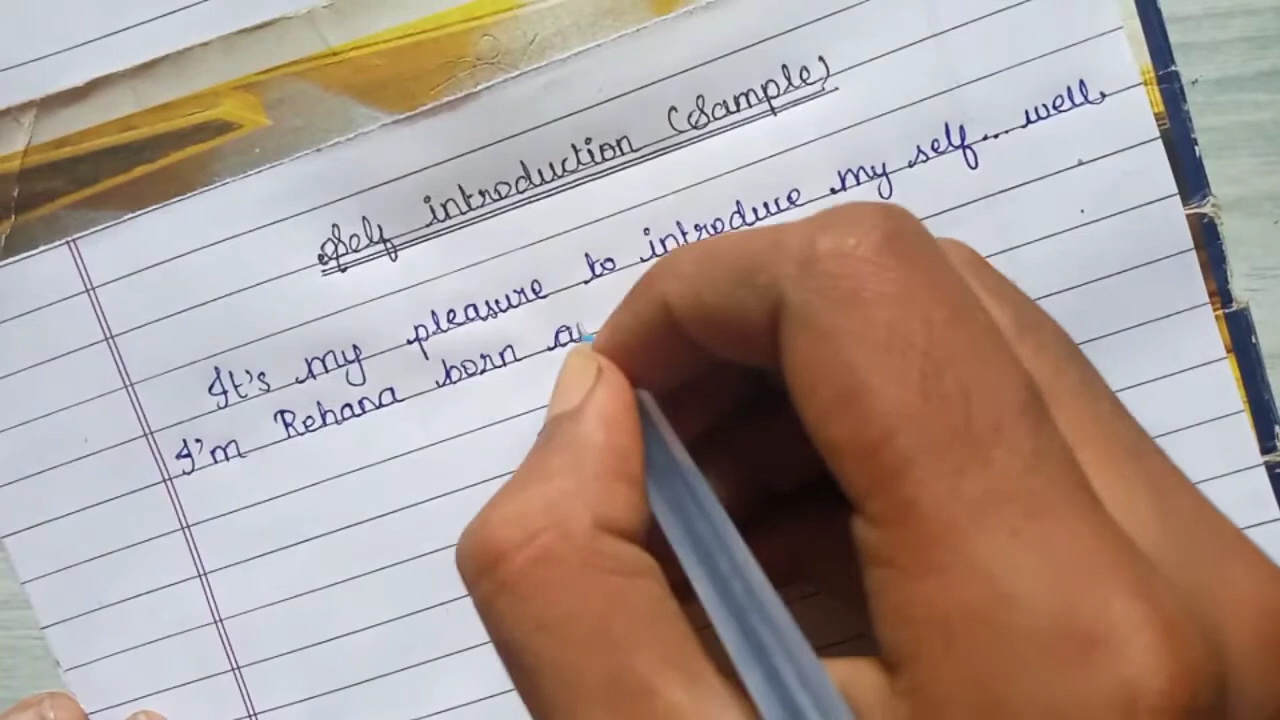 Self introduction (Sample)
It's my pleasure to introduce my self... well
I'm Rehana born a